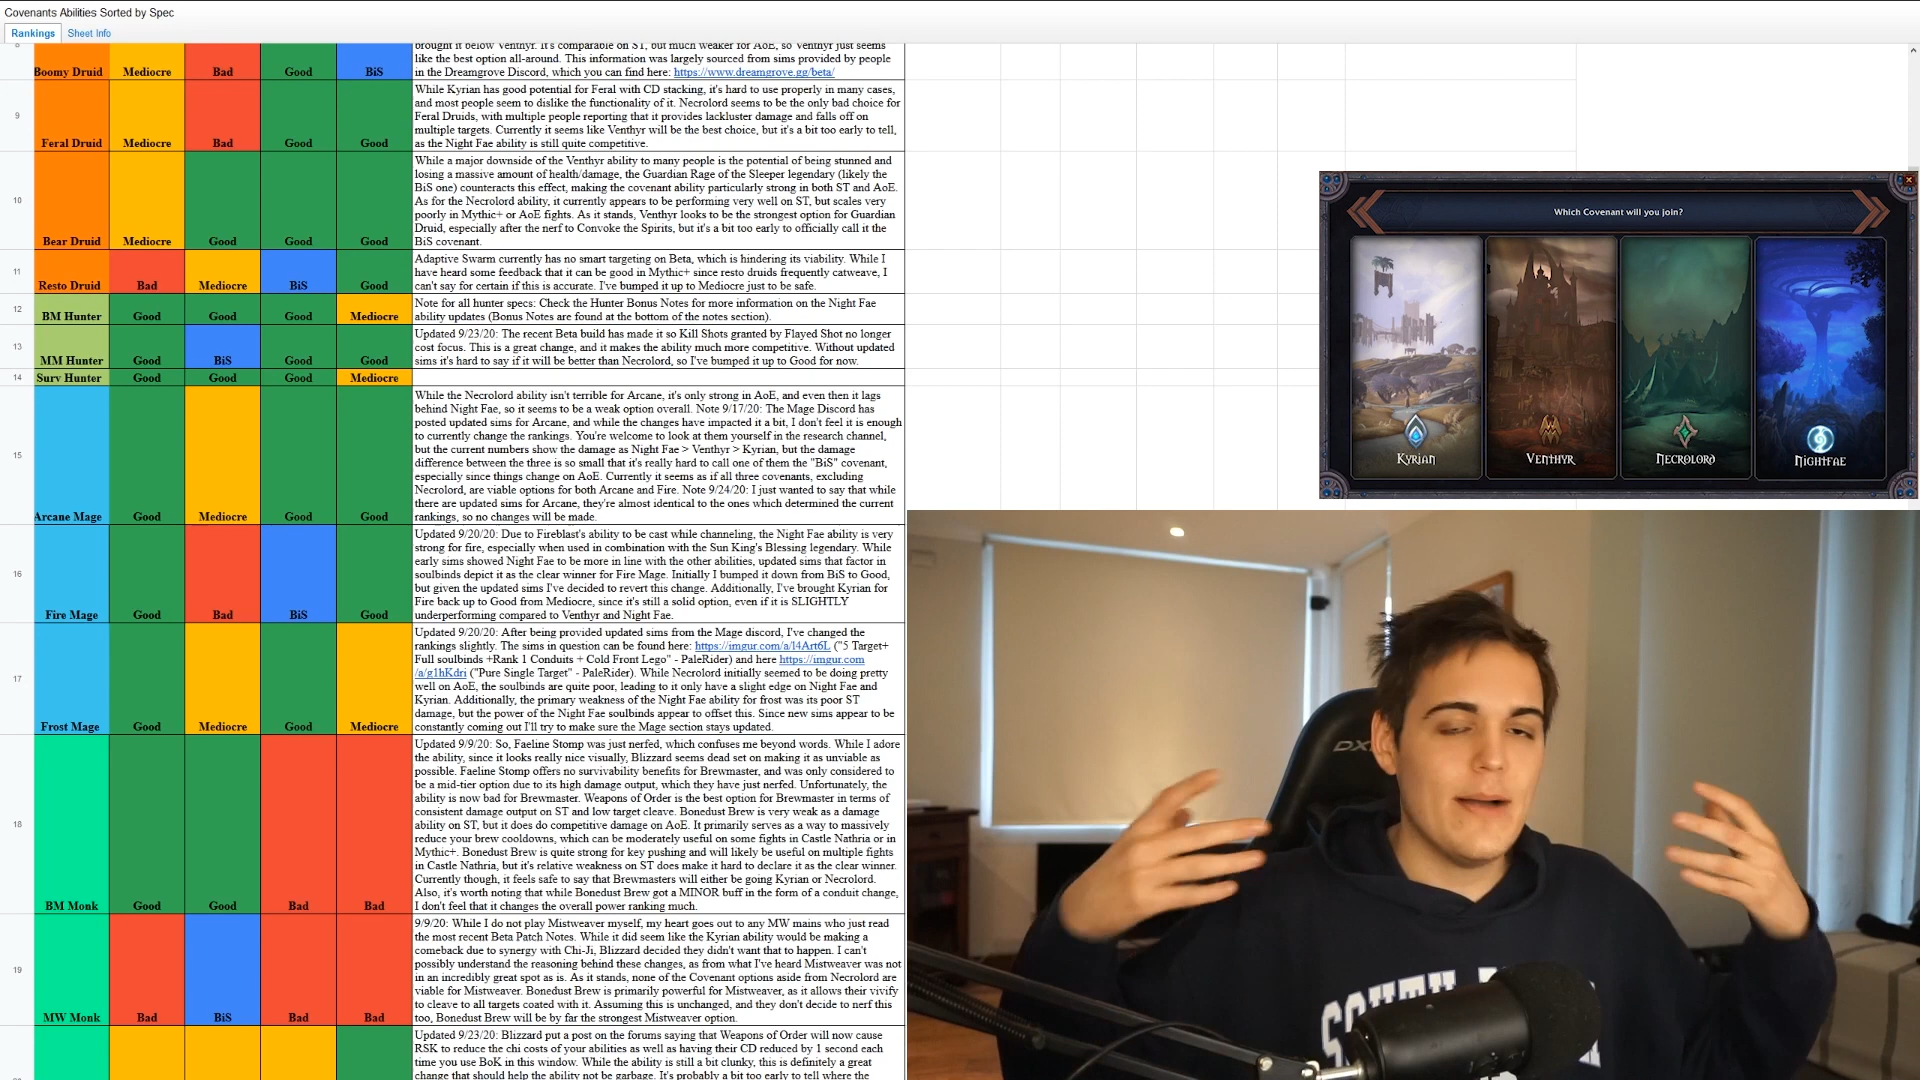 Covenants Abilities Sorted by Spec
Rankings Sheet Info
brought it below Venthyr. It's comparable on ST, but much weaker for AoE, so Venthyr just seems
like the best option all-around. This information was largely sourced from sims provided by people
in the Dreamgrove Discord, which you can find here: https://www.dreamgrove.gg/beta/
Boomy Druid Mediocre Bad Good BiS
While Kyrian has good potential for Feral with CD stacking, it's hard to use properly in many cases,
and most people seem to dislike the functionality of it. Necrolord seems to be the only bad choice for
Feral Druids, with multiple people reporting that it provides lackluster damage and falls off on
multiple targets. Currently it seems like Venthyr will be the best choice, but it's a bit too early to tell,
as the Night Fae ability is still quite competitive.
9
Feral Druid Mediocre Bad Good Good
While a major downside of the Venthyr ability to many people is the potential of being stunned and
losing a massive amount of health/damage, the Guardian Rage of the Sleeper legendary (likely the
BiS one) counteracts this effect, making the covenant ability particularly strong in both ST and AoE.
As for the Necrolord ability, it currently appears to be performing very well on ST, but scales very
poorly in Mythic+ or AoE fights. As it stands, Venthyr looks to be the strongest option for Guardian
Druid, especially after the nerf to Convoke the Spirits, but it's a bit too early to officially call it the
BiS covenant.
10
Bear Druid Mediocre Good Good Good
Adaptive Swarm currently has no smart targeting on Beta, which is hindering its viability. While I
have heard some feedback that it can be good in Mythic+ since resto druids frequently catweave, I
can't say for certain if this is accurate. I've bumped it up to Mediocre just to be safe.
11
Resto Druid Bad Mediocre BiS Good
Note for all hunter specs: Check the Hunter Bonus Notes for more information on the Night Fae
ability updates (Bonus Notes are found at the bottom of the notes section).
12
BM Hunter Good Good Good Mediocre
Updated 9/23/20: The recent Beta build has made it so Kill Shots granted by Flayed Shot no longer
cost focus. This is a great change, and it makes the ability much more competitive. Without updated
sims it's hard to say if it will be better than Necrolord, so I've bumped it up to Good for now.
13
MM Hunter Good BiS Good Good
14
Surv Hunter Good Good Good Mediocre
While the Necrolord ability isn't terrible for Arcane, it's only strong in AoE, and even then it lags
behind Night Fae, so it seems to be a weak option overall. Note 9/17/20: The Mage Discord has
posted updated sims for Arcane, and while the changes have impacted it a bit, I don't feel it is enough
to currently change the rankings. You're welcome to look at them yourself in the research channel,
but the current numbers show the damage as Night Fae > Venthyr > Kyrian, but the damage
difference between the three is so small that it's really hard to call one of them the "BiS" covenant,
especially since things change on AoE. Currently it seems as if all three covenants, excluding
Necrolord, are viable options for both Arcane and Fire. Note 9/24/20: I just wanted to say that while
there are updated sims for Arcane, they're almost identical to the ones which determined the current
rankings, so no changes will be made.
15
Arcane Mage Good Mediocre Good Good
Updated 9/20/20: Due to Fireblast's ability to be cast while channeling, the Night Fae ability is very
strong for fire, especially when used in combination with the Sun King's Blessing legendary. While
early sims showed Night Fae to be more in line with the other abilities, updated sims that factor in
soulbinds depict it as the clear winner for Fire Mage. Initially I bumped it down from BiS to Good,
but given the updated sims I've decided to revert this change. Additionally, I've brought Kyrian for
Fire back up to Good from Mediocre, since it's still a solid option, even if it is SLIGHTLY
underperforming compared to Venthyr and Night Fae.
16
Fire Mage Good Bad BiS Good
Updated 9/20/20: After being provided updated sims from the Mage discord, I've changed the
rankings slightly. The sims in question can be found here: https://imgur.com/a/l4Art6L ("5 Target+
Full soulbinds +Rank 1 Conduits + Cold Front Lego" - PaleRider) and here https://imgur.com
/a/g1hKdri ("Pure Single Target" - PaleRider). While Necrolord initially seemed to be doing pretty
well on AoE, the soulbinds are quite poor, leading to it only have a slight edge on Night Fae and
Kyrian. Additionally, the primary weakness of the Night Fae ability for frost was its poor ST
damage, but the power of the Night Fae soulbinds appear to offset this. Since new sims appear to be
constantly coming out I'll try to make sure the Mage section stays updated.
17
Frost Mage Good Mediocre Good Mediocre
Updated 9/9/20: So, Faeline Stomp was just nerfed, which confuses me beyond words. While I adore
the ability, since it looks really nice visually, Blizzard seems dead set on making it as unviable as
possible. Faeline Stomp offers no survivability benefits for Brewmaster, and was only considered to
be a mid-tier option due to its high damage output, which they have just nerfed. Unfortunately, the
ability is now bad for Brewmaster. Weapons of Order is the best option for Brewmaster in terms of
consistent damage output on ST and low target cleave. Bonedust Brew is very weak as a damage
ability on ST, but it does do competitive damage on AoE. It primarily serves as a way to massively
reduce your brew cooldowns, which can be moderately useful on some fights in Castle Nathria or in
Mythic+. Bonedust Brew is quite strong for key pushing and will likely be useful on multiple fights
in Castle Nathria, but it's relative weakness on ST does make it hard to declare it as the clear winner.
Currently though, it feels safe to say that Brewmasters will either be going Kyrian or Necrolord.
Also, it's worth noting that while Bonedust Brew got a MINOR buff in the form of a conduit change,
I don't feel that it changes the overall power ranking much.
18
BM Monk Good Good Bad Bad
9/9/20: While I do not play Mistweaver myself, my heart goes out to any MW mains who just read
the most recent Beta Patch Notes. While it did seem like the Kyrian ability would be making a
comeback due to synergy with Chi-Ji, Blizzard decided they didn't want that to happen. I can't
possibly understand the reasoning behind these changes, as from what I've heard Mistweaver was not
in an incredibly great spot as is. As it stands, none of the Covenant options aside from Necrolord are
viable for Mistweaver. Bonedust Brew is primarily powerful for Mistweaver, as it allows their vivify
to cleave to all targets coated with it. Assuming this is unchanged, and they don't decide to nerf this
too, Bonedust Brew will be by far the strongest Mistweaver option.
19
MW Monk Bad BiS Bad Bad
Updated 9/23/20: Blizzard put a post on the forums saying that Weapons of Order will now cause
RSK to reduce the chi costs of your abilities as well as having their CD reduced by 1 second each
time you use BoK in this window. While the ability is still a bit clunky, this is definitely a great
change that should help the ability not be garbage. It's probably a bit too early to tell where the
Which Covenant will you join?
Kyrian Venthyr Necrolord Nightfae